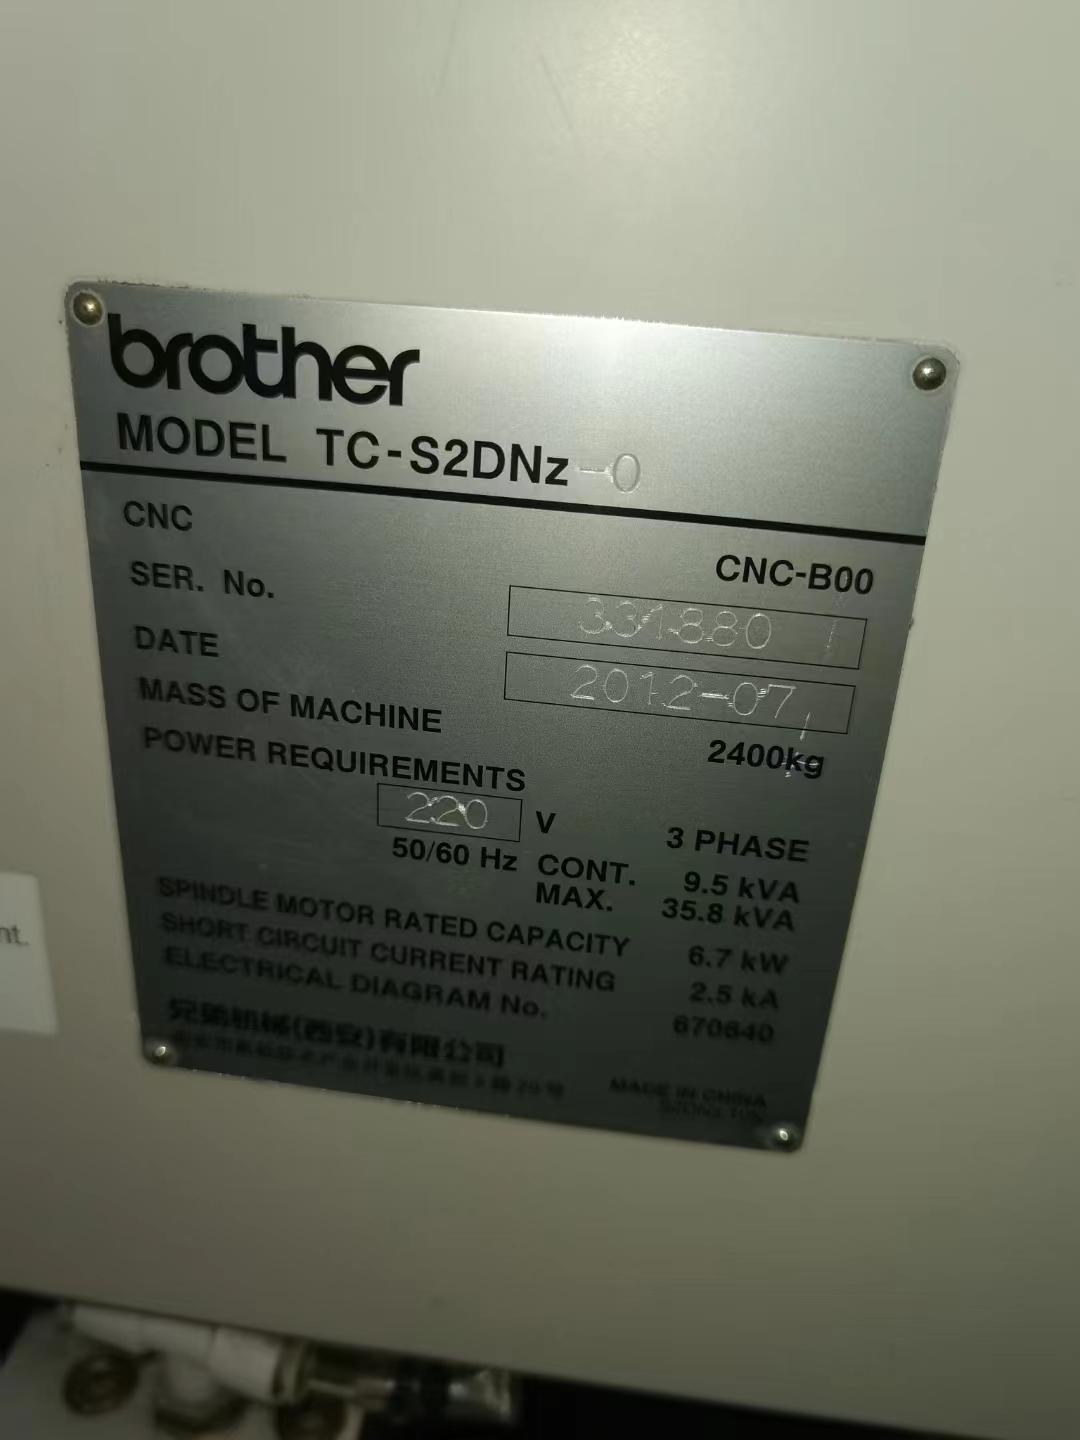 brother
MODEL TC-S2DNz-0
CNC CNC-B00
SER. No. 331880
DATE 2012-07
MASS OF MACHINE 2400kg
POWER REQUIREMENTS
220 V 3 PHASE
50/60 Hz CONT. 9.5 kVA
MAX. 35.8 kVA
SPINDLE MOTOR RATED CAPACITY 6.7 kW
SHORT CIRCUIT CURRENT RATING 2.5 kA
ELECTRICAL DIAGRAM No. 670640
兄弟机械(西安)有限公司
MADE IN CHINA
nt.